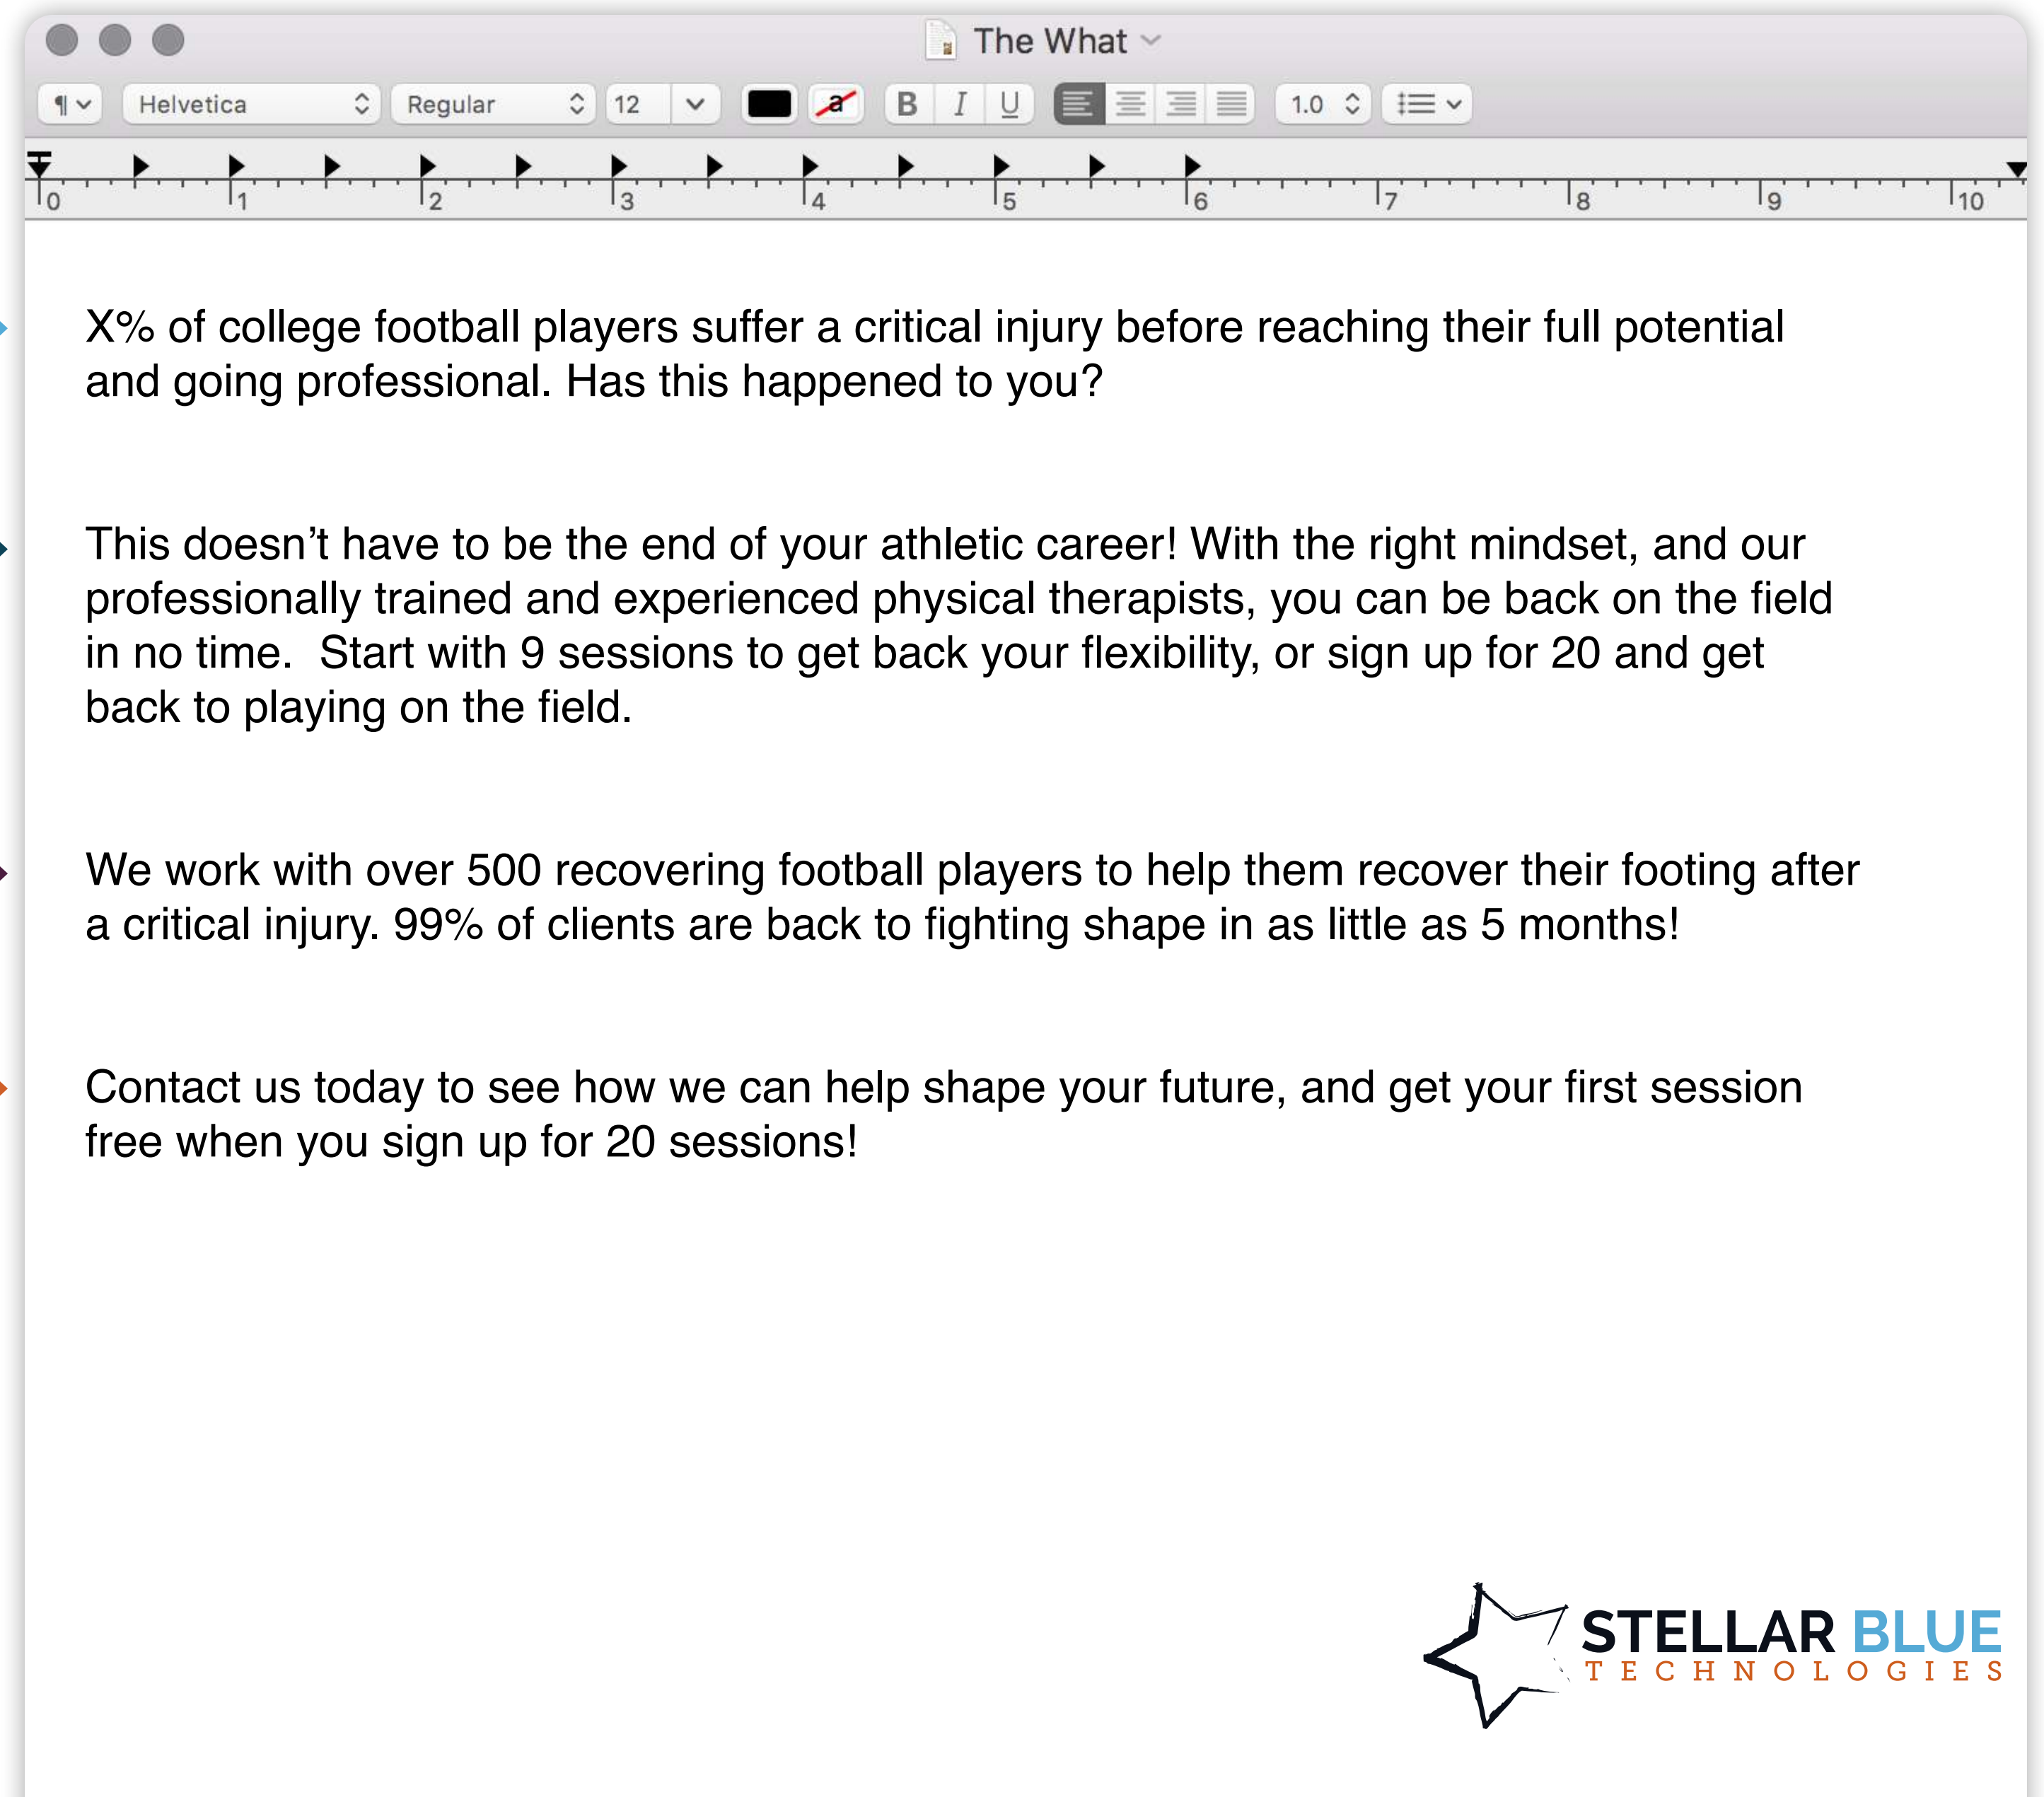 The What
¶
Helvetica
Regular
12
a
B
I
U
1.0
0
1
2
3
4
5
6
7
8
9
10
X% of college football players suffer a critical injury before reaching their full potential
and going professional. Has this happened to you?
This doesn’t have to be the end of your athletic career! With the right mindset, and our
professionally trained and experienced physical therapists, you can be back on the field
in no time.  Start with 9 sessions to get back your flexibility, or sign up for 20 and get
back to playing on the field.
We work with over 500 recovering football players to help them recover their footing after
a critical injury. 99% of clients are back to fighting shape in as little as 5 months!
Contact us today to see how we can help shape your future, and get your first session
free when you sign up for 20 sessions!
STELLAR BLUE
TECHNOLOGIES